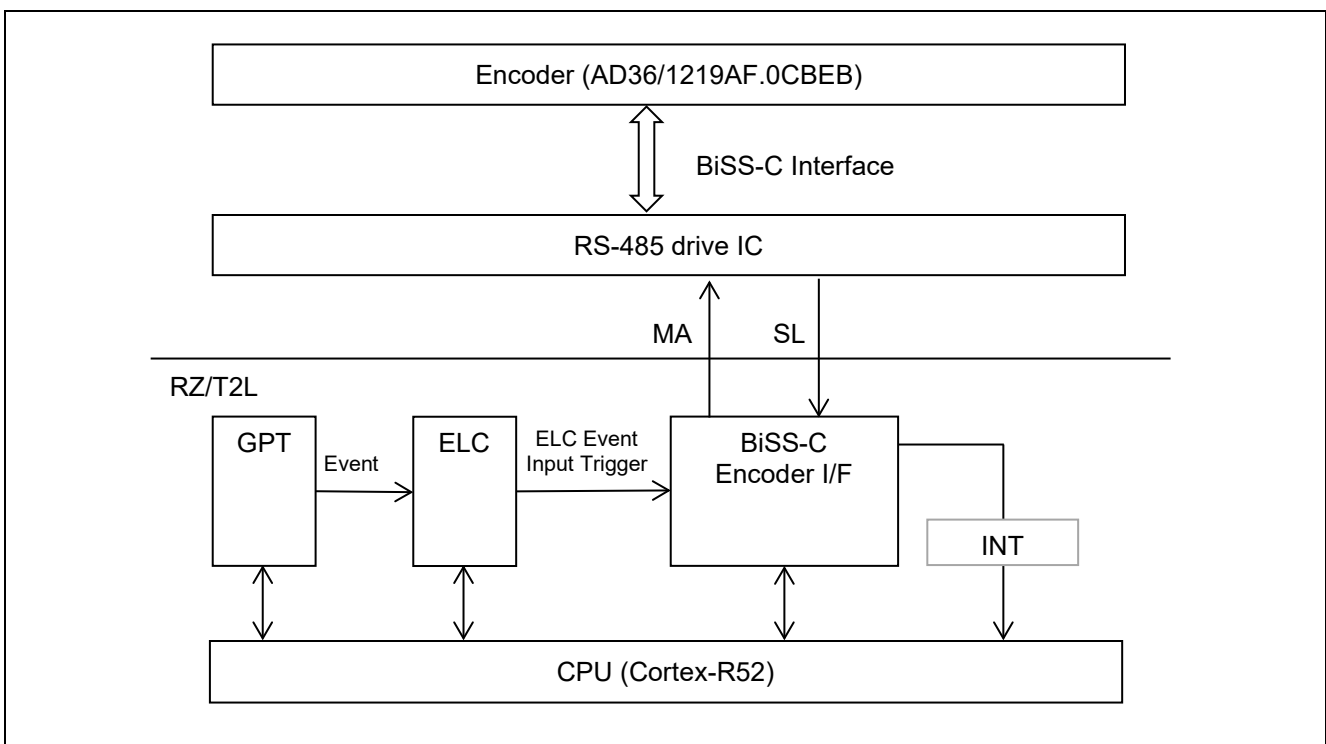 Encoder (AD36/1219AF.0CBEB)
BiSS-C Interface
RS-485 drive IC
MA
SL
RZ/T2L
GPT
Event
ELC
ELC Event
Input Trigger
BiSS-C
Encoder I/F
INT
CPU (Cortex-R52)